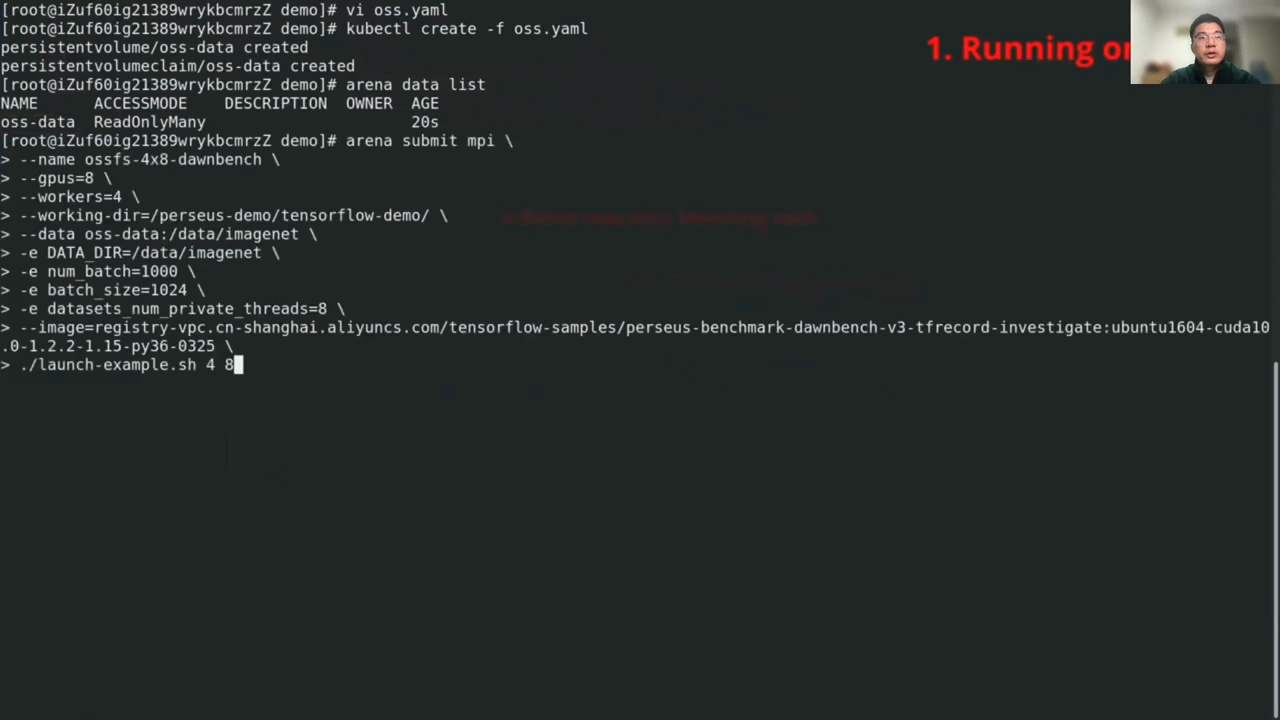 [root@iZuf60ig21389wrykbcmrzZ demo]# vi oss.yaml
[root@iZuf60ig21389wrykbcmrzZ demo]# kubectl create -f oss.yaml
persistentvolume/oss-data created
persistentvolumeclaim/oss-data created
1. Running on
[root@iZuf60ig21389wrykbcmrzZ demo]# arena data list
NAME ACCESSMODE DESCRIPTION OWNER AGE
oss-data ReadOnlyMany 20s
[root@iZuf60ig21389wrykbcmrzZ demo]# arena submit mpi \
> --name ossfs-4x8-dawnbench \
> --gpus=8 \
> --workers=4 \
> --working-dir=/perseus-demo/tensorflow-demo/ \
> --data oss-data:/data/imagenet \
> -e DATA_DIR=/data/imagenet \
> -e num_batch=1000 \
> -e batch_size=1024 \
> -e datasets_num_private_threads=8 \
> --image=registry-vpc.cn-shanghai.aliyuncs.com/tensorflow-samples/perseus-benchmark-dawnbench-v3-tfrecord-investigate:ubuntu1604-cuda10
.0-1.2.2-1.15-py36-0325 \
> ./launch-example.sh 4 8